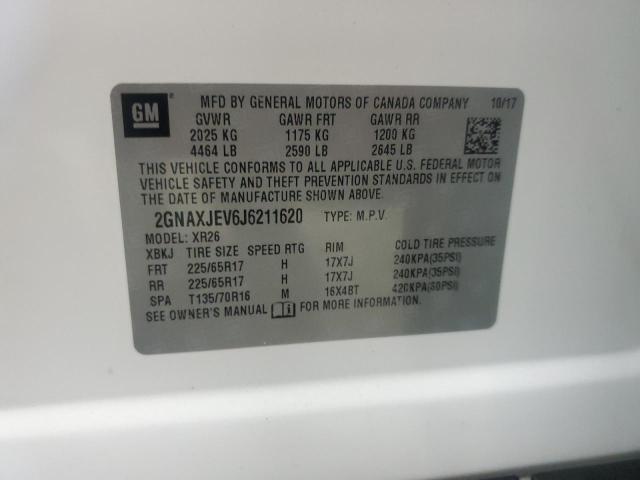 GM® MFD BY GENERAL MOTORS OF CANADA COMPANY 10/17
GVWR GAWR FRT GAWR RR
2025 KG 1175 KG 1200 KG
4464 LB 2590 LB 2645 LB
THIS VEHICLE CONFORMS TO ALL APPLICABLE U.S. FEDERAL MOTOR
VEHICLE SAFETY AND THEFT PREVENTION STANDARDS IN EFFECT ON
THE DATE OF MANUFACTURE SHOWN ABOVE.
2GNAXJEV6J6211620 TYPE: M.P.V.
MODEL: XR26
XBKJ TIRE SIZE SPEED RTG RIM COLD TIRE PRESSURE
FRT 225/65R17 H 17X7J 240KPA(35PSI)
RR 225/65R17 H 17X7J 240KPA(35PSI)
SPA T135/70R16 M 16X4BT 420KPA(60PSI)
SEE OWNER'S MANUAL i FOR MORE INFORMATION.